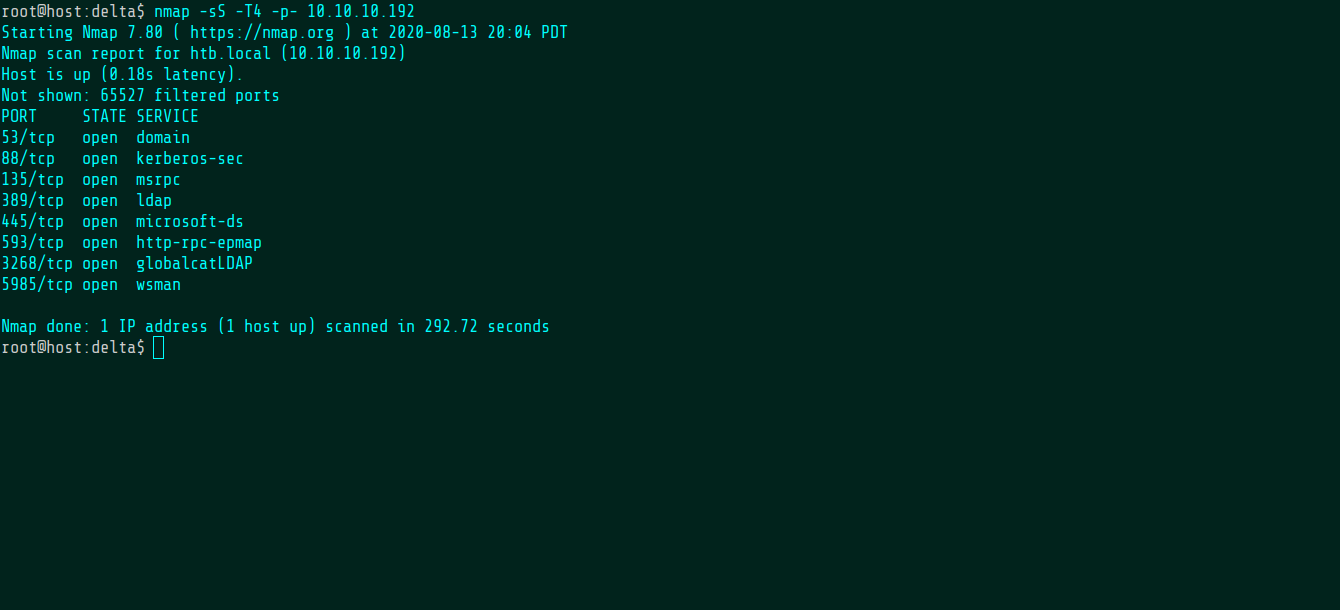 root@host:delta$ nmap -sS -T4 -p- 10.10.10.192
Starting Nmap 7.80 ( https://nmap.org ) at 2020-08-13 20:04 PDT
Nmap scan report for htb.local (10.10.10.192)
Host is up (0.18s latency).
Not shown: 65527 filtered ports
PORT     STATE SERVICE
53/tcp   open  domain
88/tcp   open  kerberos-sec
135/tcp  open  msrpc
389/tcp  open  ldap
445/tcp  open  microsoft-ds
593/tcp  open  http-rpc-epmap
3268/tcp open  globalcatLDAP
5985/tcp open  wsman
Nmap done: 1 IP address (1 host up) scanned in 292.72 seconds
root@host:delta$